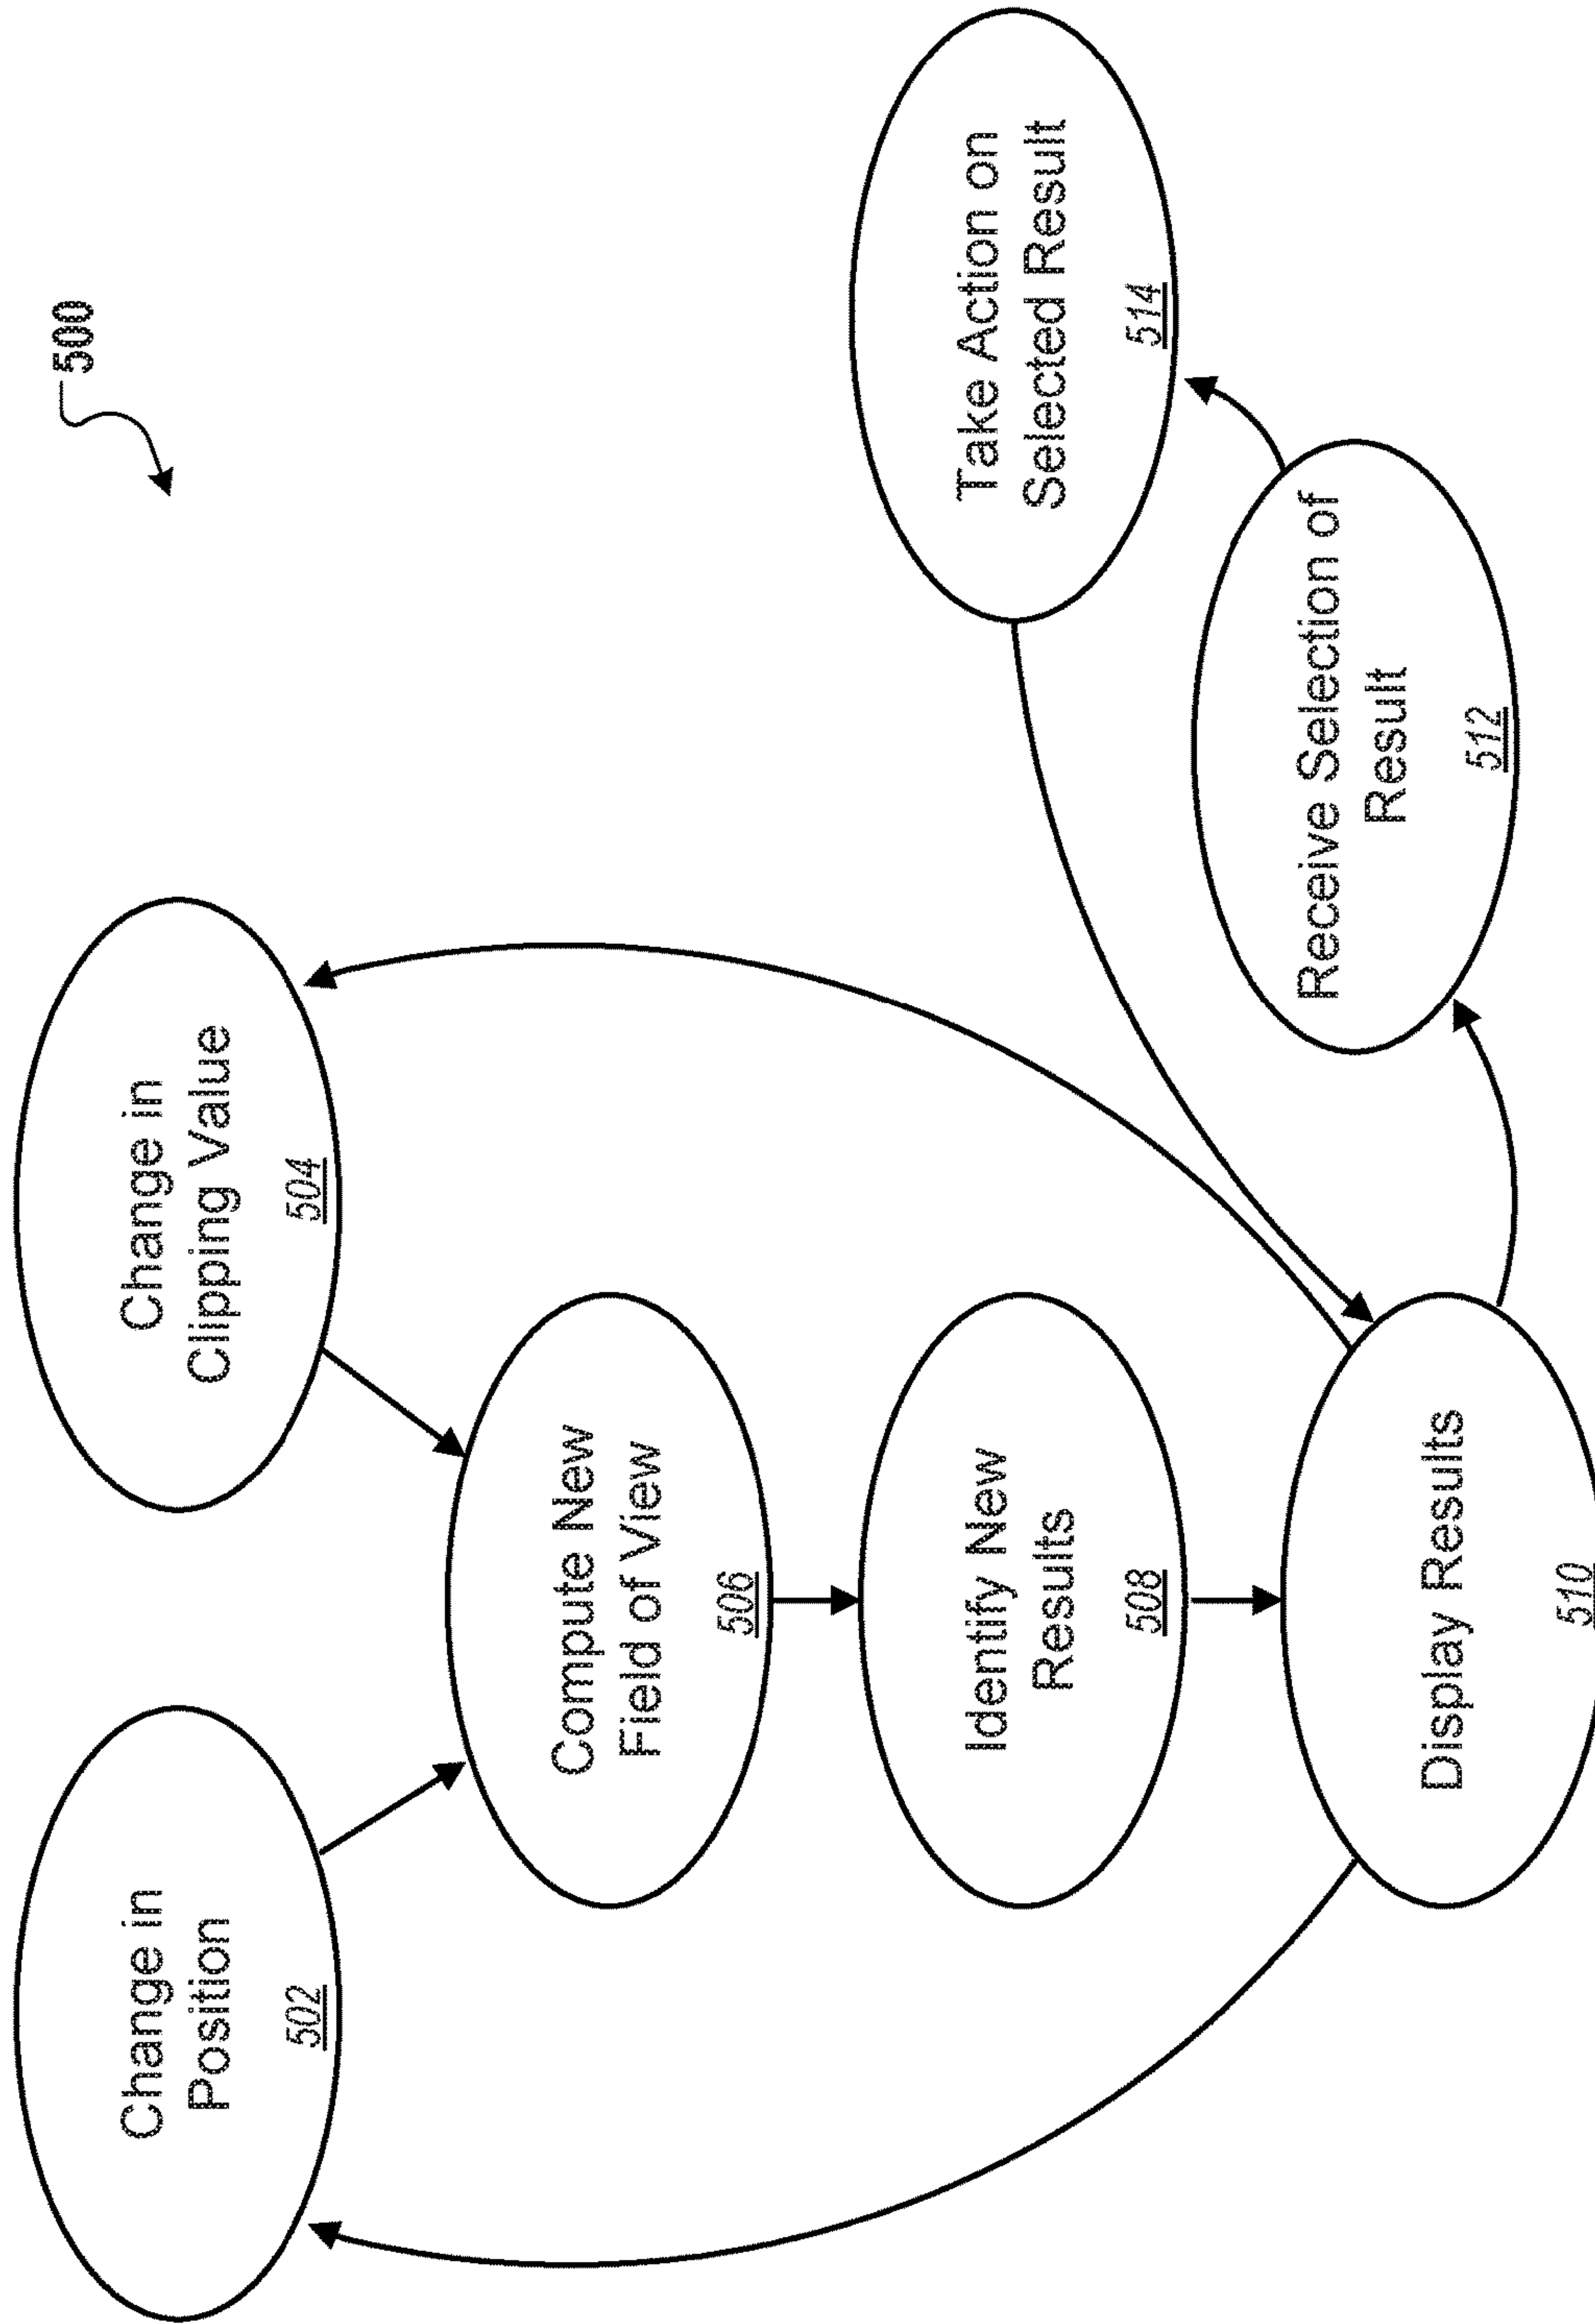 500
Change in
Position
502
Change in
Clipping Value
504
Compute New
Field of View
506
Identify New
Results
508
Display Results
510
Receive Selection of
Result
512
Take Action on
Selected Result
514